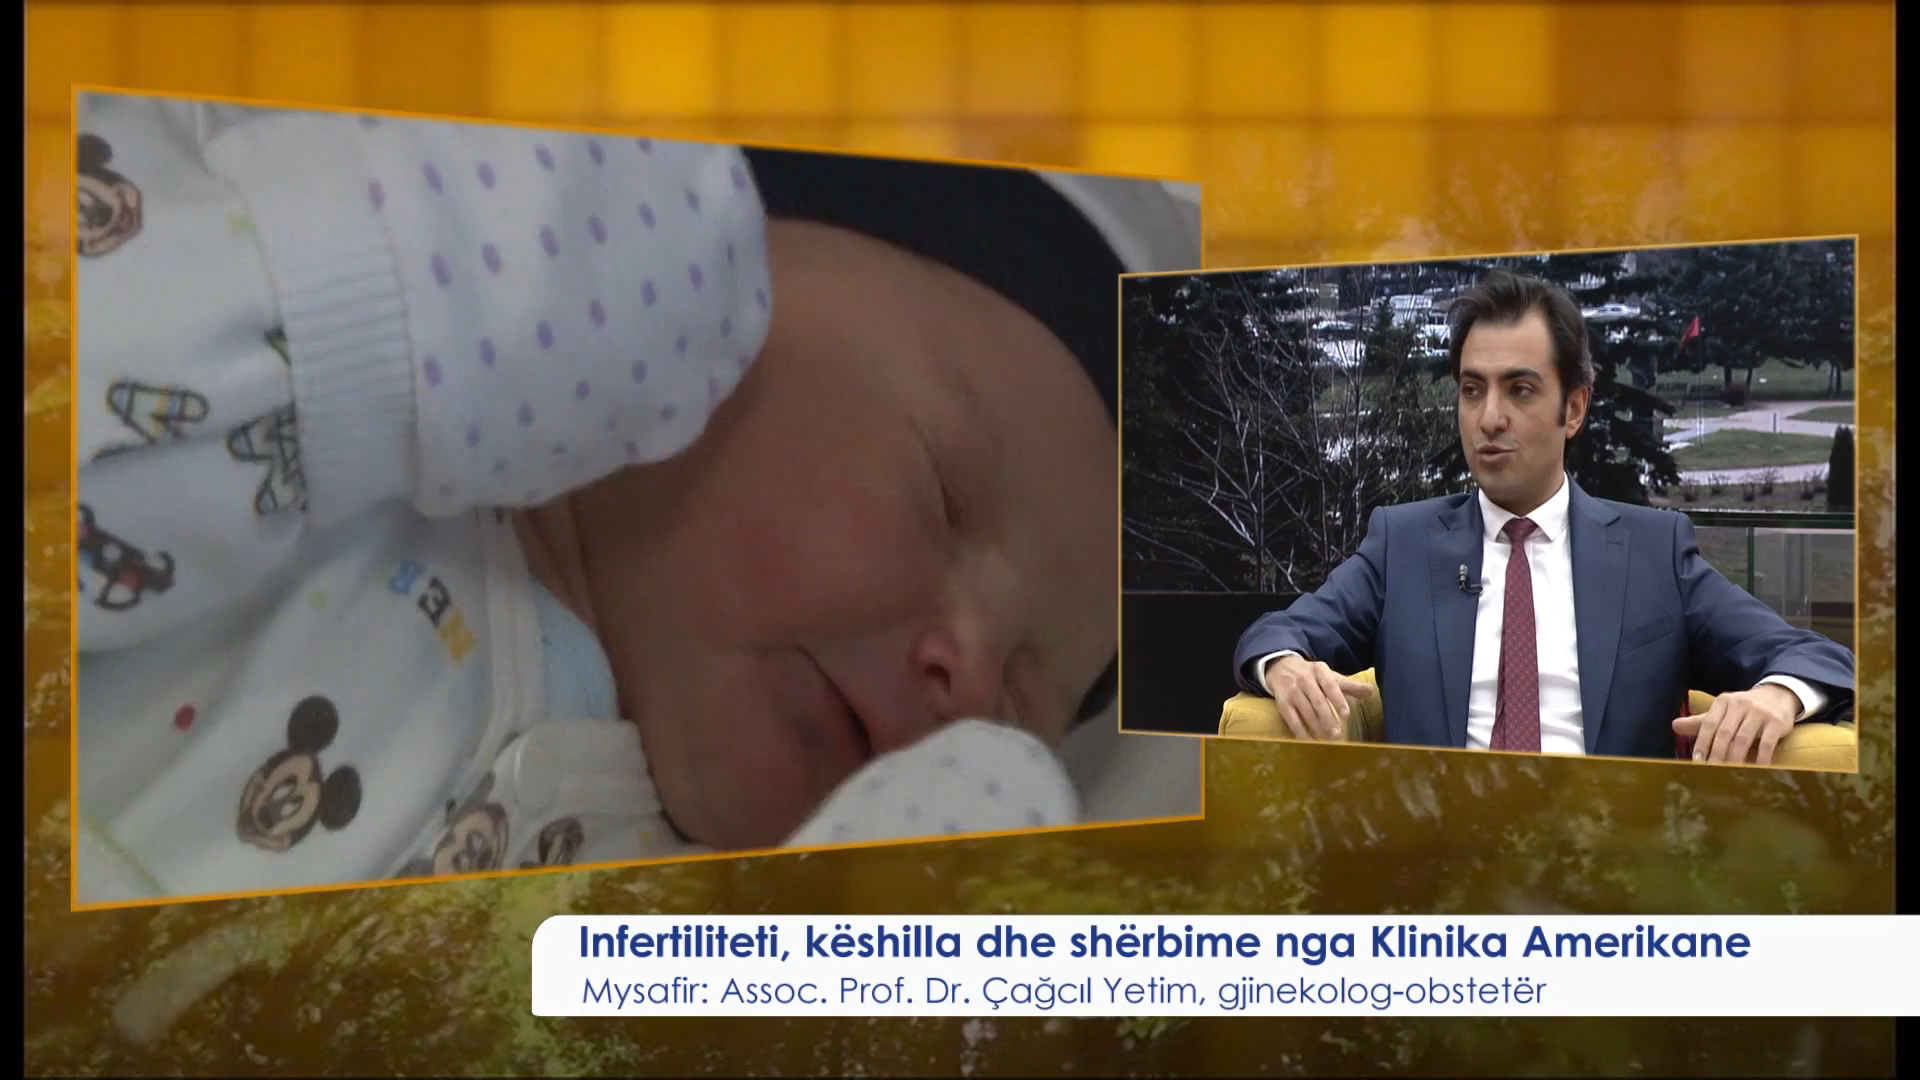 Infertiliteti, këshilla dhe shërbime nga Klinika Amerikane
Mysafir: Assoc. Prof. Dr. Çağcıl Yetim, gjinekolog-obstetër